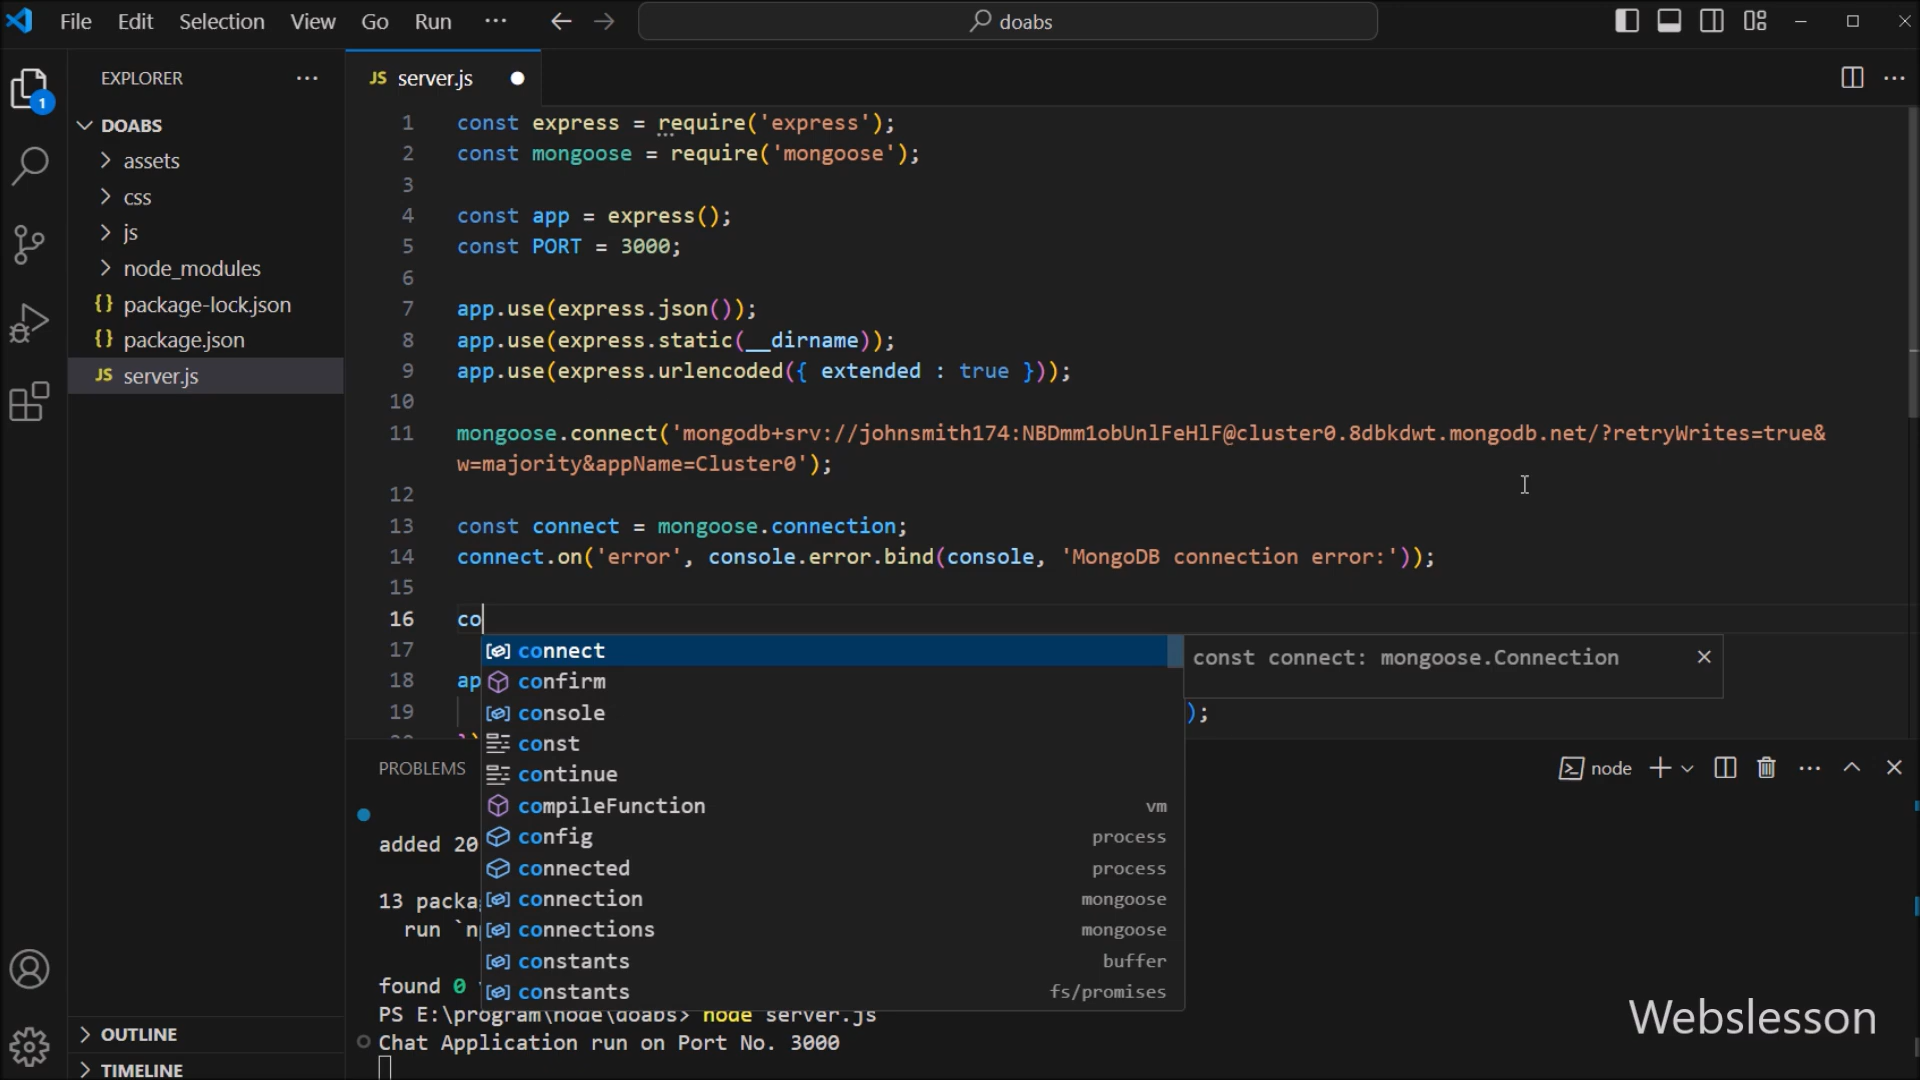 File Edit Selection View Go Run ··· doabs
EXPLORER ···
DOABS
assets
css
js
node_modules
{} package-lock.json
{} package.json
JS server.js
1
JS server.js
1 const express = require('express');
2 const mongoose = require('mongoose');
3
4 const app = express();
5 const PORT = 3000;
6
7 app.use(express.json());
8 app.use(express.static(__dirname));
9 app.use(express.urlencoded({ extended : true }));
10
11 mongoose.connect('mongodb+srv://johnsmith174:NBDmm1obUnlFeHlF@cluster0.8dbkdwt.mongodb.net/?retryWrites=true&
w=majority&appName=Cluster0');
12
13 const connect = mongoose.connection;
14 connect.on('error', console.error.bind(console, 'MongoDB connection error:'));
15
16 co
17
18 ap
19 );
connect
confirm
console
const
continue
compileFunction vm
config process
connected process
connection mongoose
connections mongoose
constants buffer
constants fs/promises
const connect: mongoose.Connection
PROBLEMS
node
added 20
13 packa
run `n
found 0
PS E:\program\node\doabs> node server.js
Chat Application run on Port No. 3000
OUTLINE
TIMELINE
Webslesson